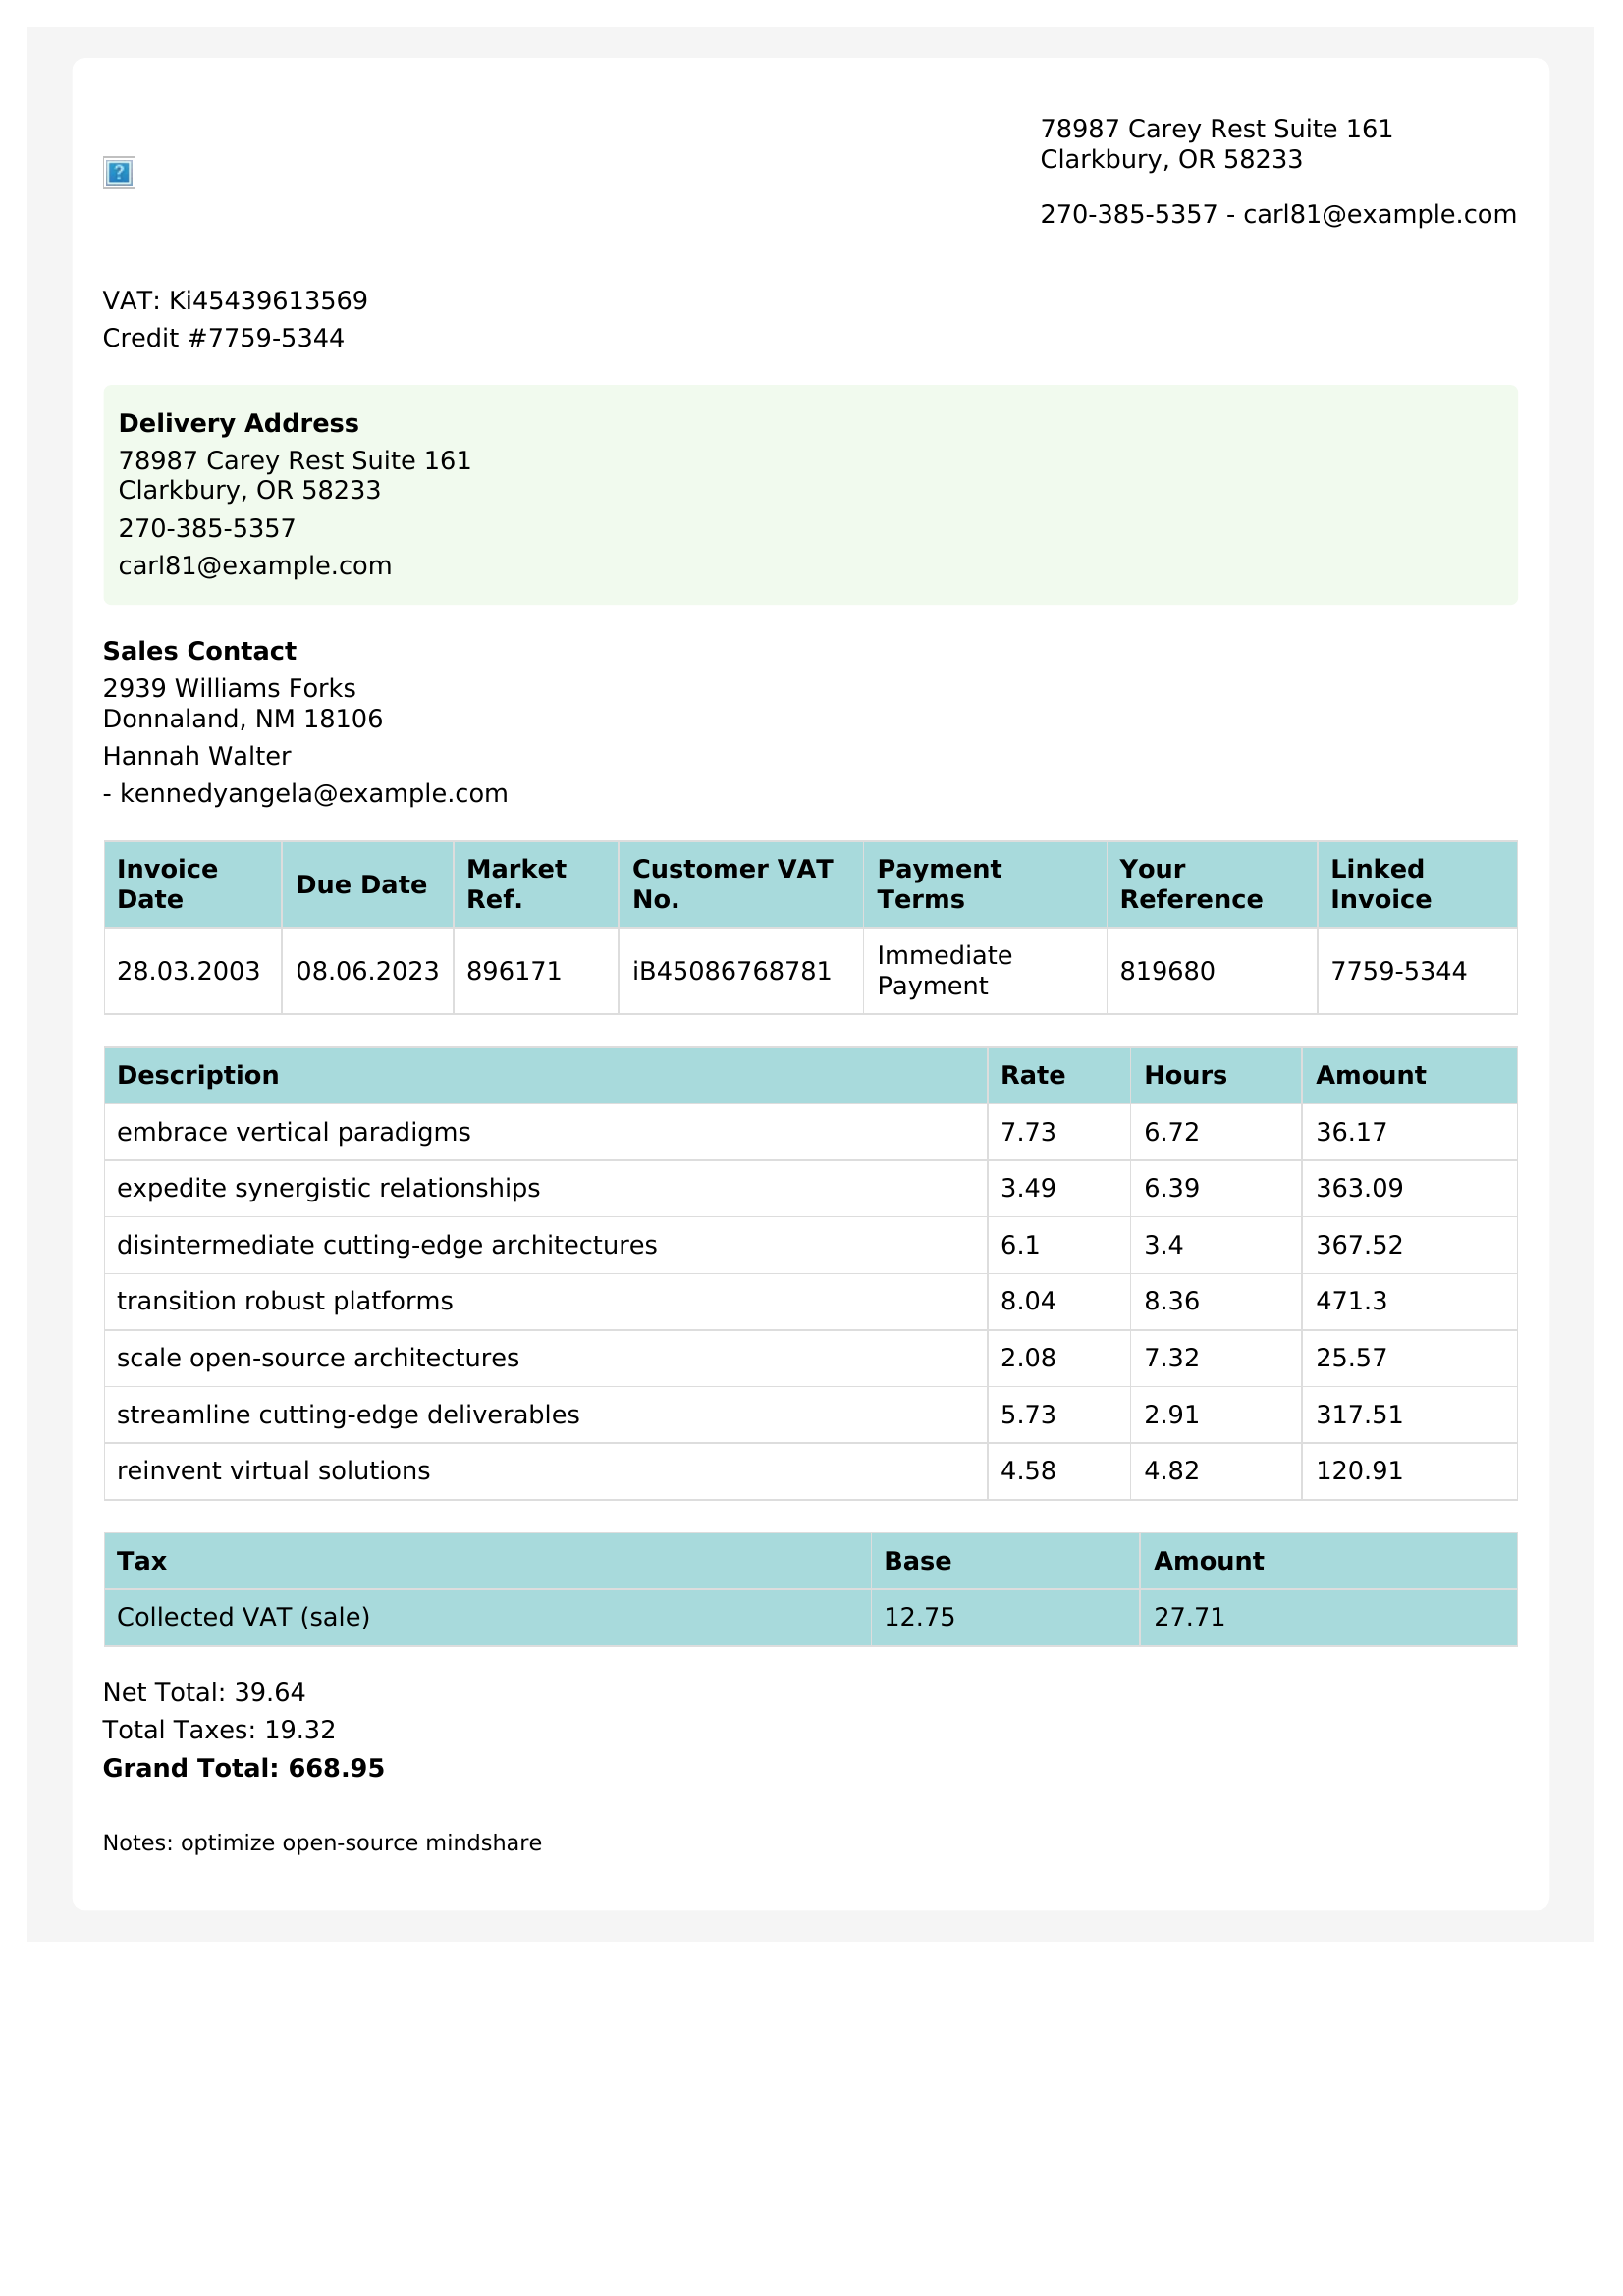 78987 Carey Rest Suite 161
Clarkbury, OR 58233
270-385-5357 - carl81@example.com
VAT: Ki45439613569
Credit #7759-5344
Delivery Address
78987 Carey Rest Suite 161
Clarkbury, OR 58233
270-385-5357
carl81@example.com
Sales Contact
2939 Williams Forks
Donnaland, NM 18106
Hannah Walter
- kennedyangela@example.com
Invoice Date Due Date Market Ref. Customer VAT No. Payment Terms Your Reference Linked Invoice
28.03.2003 08.06.2023 896171 iB45086768781 Immediate Payment 819680 7759-5344
Description Rate Hours Amount
embrace vertical paradigms 7.73 6.72 36.17
expedite synergistic relationships 3.49 6.39 363.09
disintermediate cutting-edge architectures 6.1 3.4 367.52
transition robust platforms 8.04 8.36 471.3
scale open-source architectures 2.08 7.32 25.57
streamline cutting-edge deliverables 5.73 2.91 317.51
reinvent virtual solutions 4.58 4.82 120.91
Tax Base Amount
Collected VAT (sale) 12.75 27.71
Net Total: 39.64
Total Taxes: 19.32
Grand Total: 668.95
Notes: optimize open-source mindshare